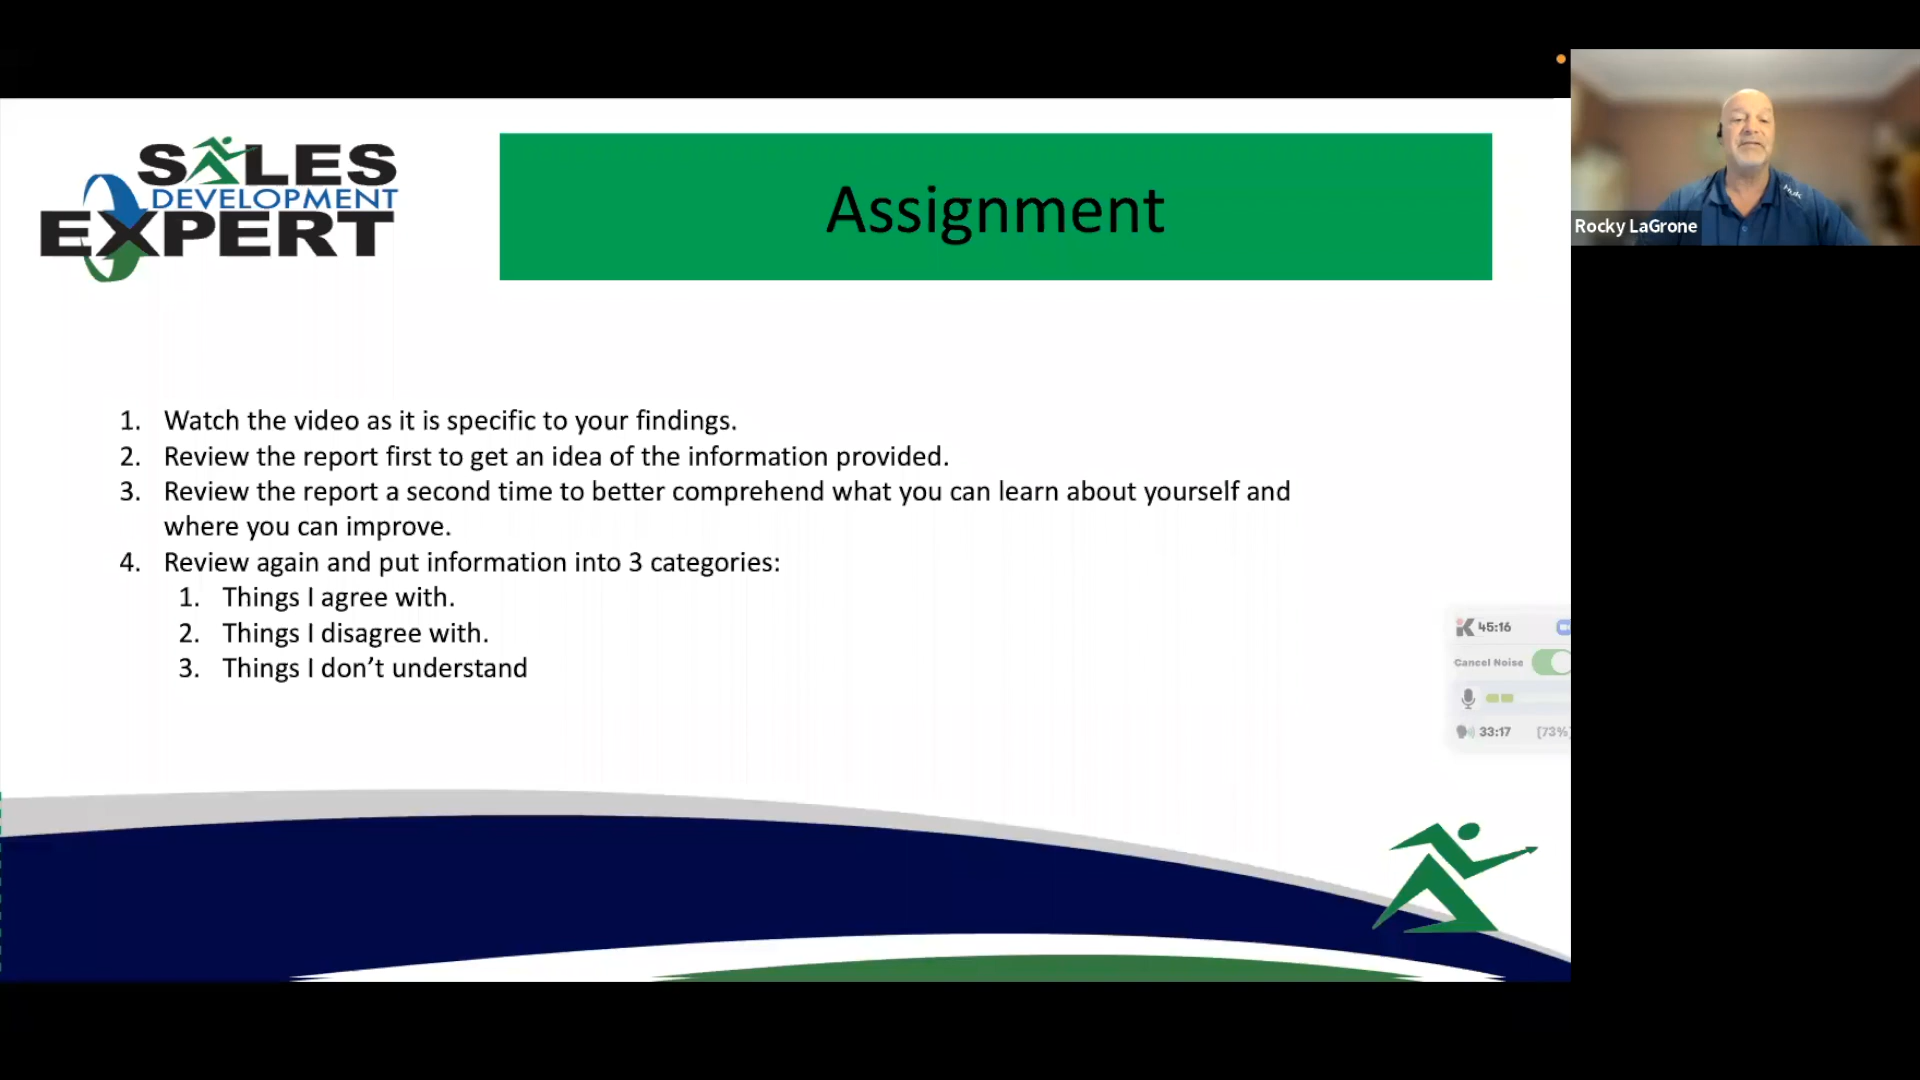 SALES
DEVELOPMENT
EXPERT
Assignment
Rocky LaGrone
Huk
1. Watch the video as it is specific to your findings.
2. Review the report first to get an idea of the information provided.
3. Review the report a second time to better comprehend what you can learn about yourself and
where you can improve.
4. Review again and put information into 3 categories:
1. Things I agree with.
2. Things I disagree with.
3. Things I don’t understand
45:16
Cancel Noise
33:17 [73%